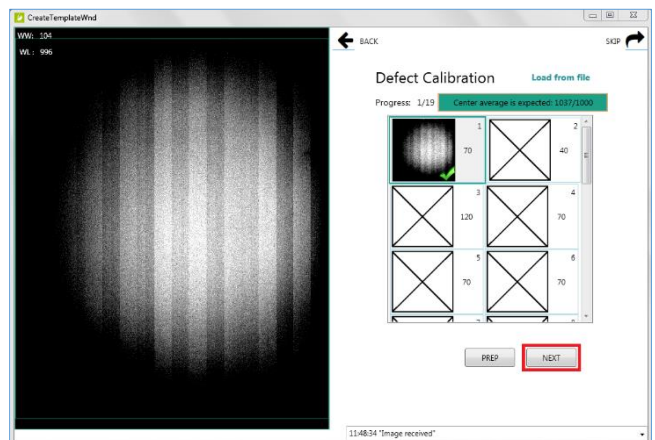 CreateTemplateWnd
WW: 104
WL: 996
BACK
SKIP
Defect Calibration
Load from file
Progress: 1/19
Center average is expected: 1037/1000
1
70
2
40
3
120
4
70
5
70
6
70
PREP
NEXT
11:48:34 "Image received"